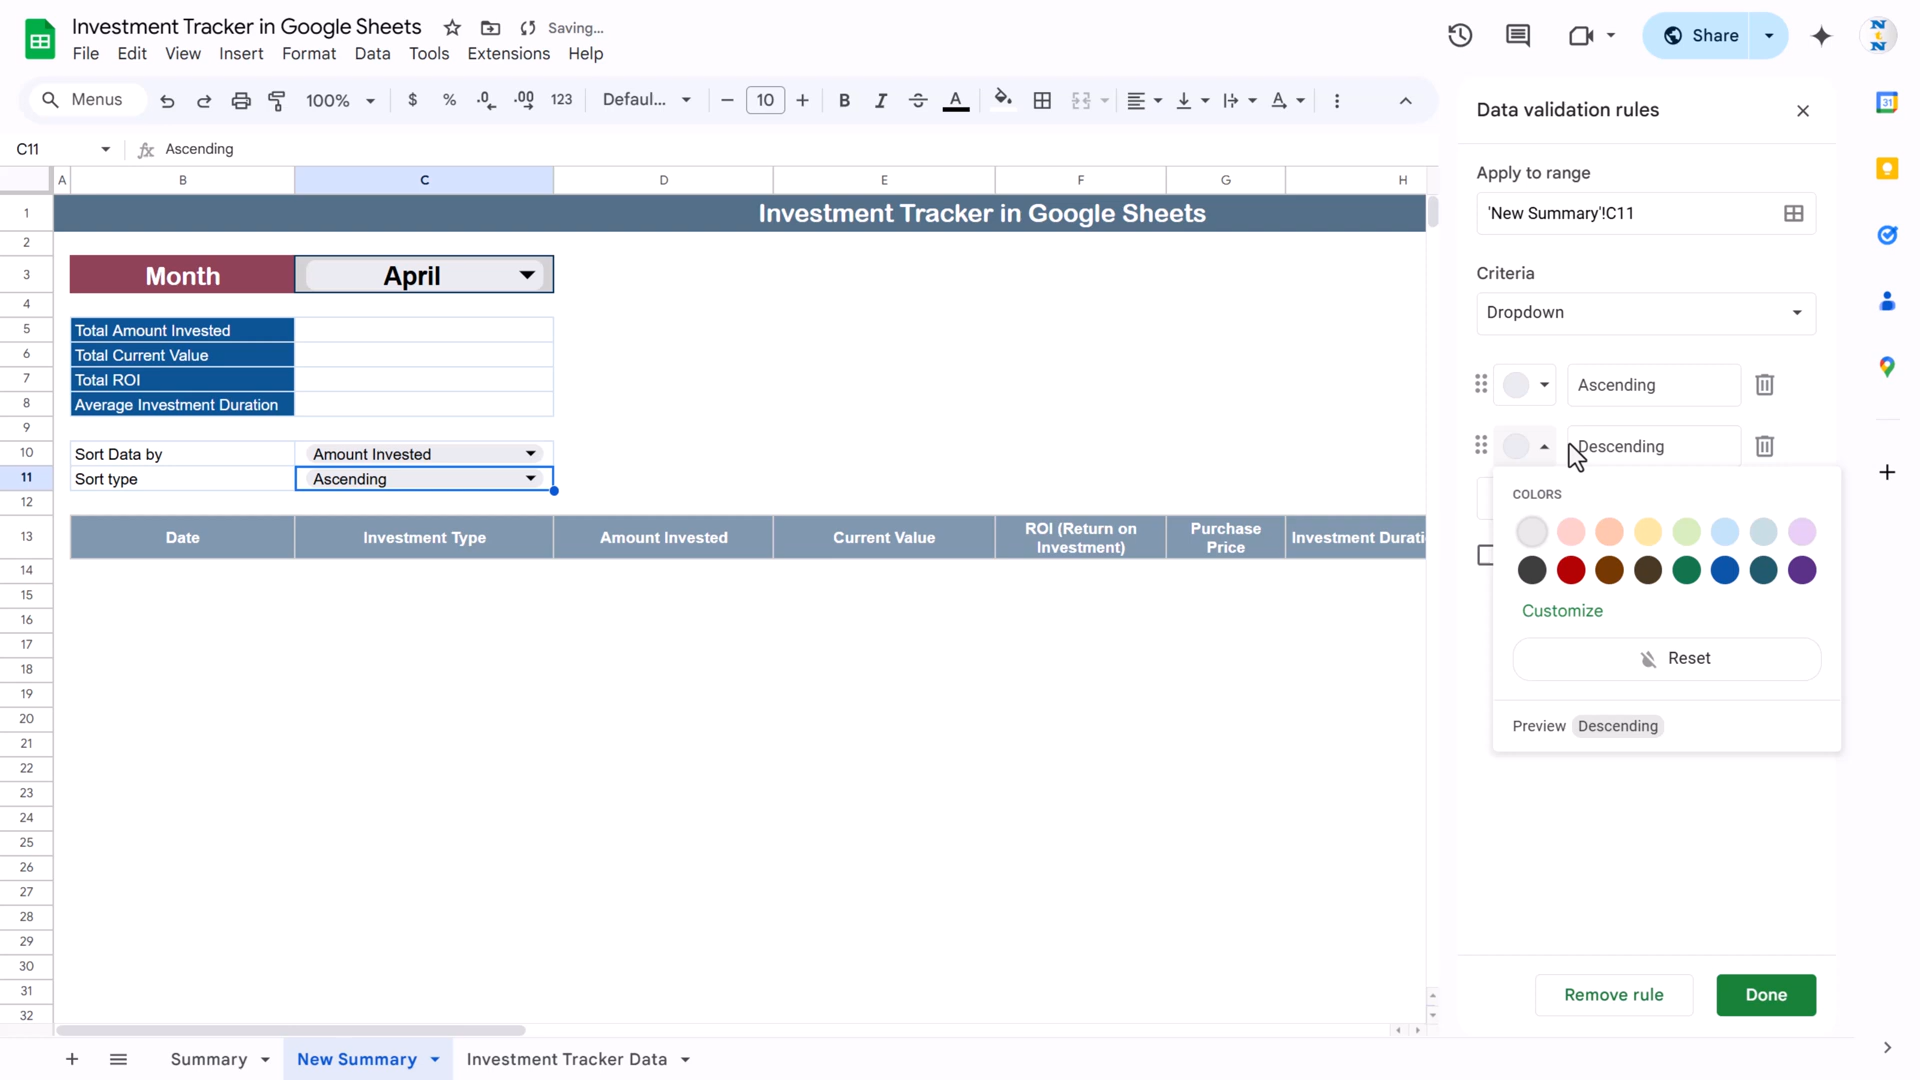 Investment Tracker in Google Sheets Saving...
File Edit View Insert Format Data Tools Extensions Help
Share
N t N
Menus 100% $ % .0 .00 123 Defaul... 10 B I A
31
C11 fx Ascending
A B C D E F G H
1 Investment Tracker in Google Sheets
2
3 Month April
4
5 Total Amount Invested
6 Total Current Value
7 Total ROI
8 Average Investment Duration
9
10 Sort Data by Amount Invested
11 Sort type Ascending
12
13 Date Investment Type Amount Invested Current Value ROI (Return on Investment) Purchase Price Investment Durati
14
15
16
17
18
19
20
21
22
23
24
25
26
27
28
29
30
31
32
Summary New Summary Investment Tracker Data
Data validation rules
Apply to range
'New Summary'!C11
Criteria
Dropdown
Ascending
Descending
COLORS
Customize
Reset
Preview Descending
Remove rule Done